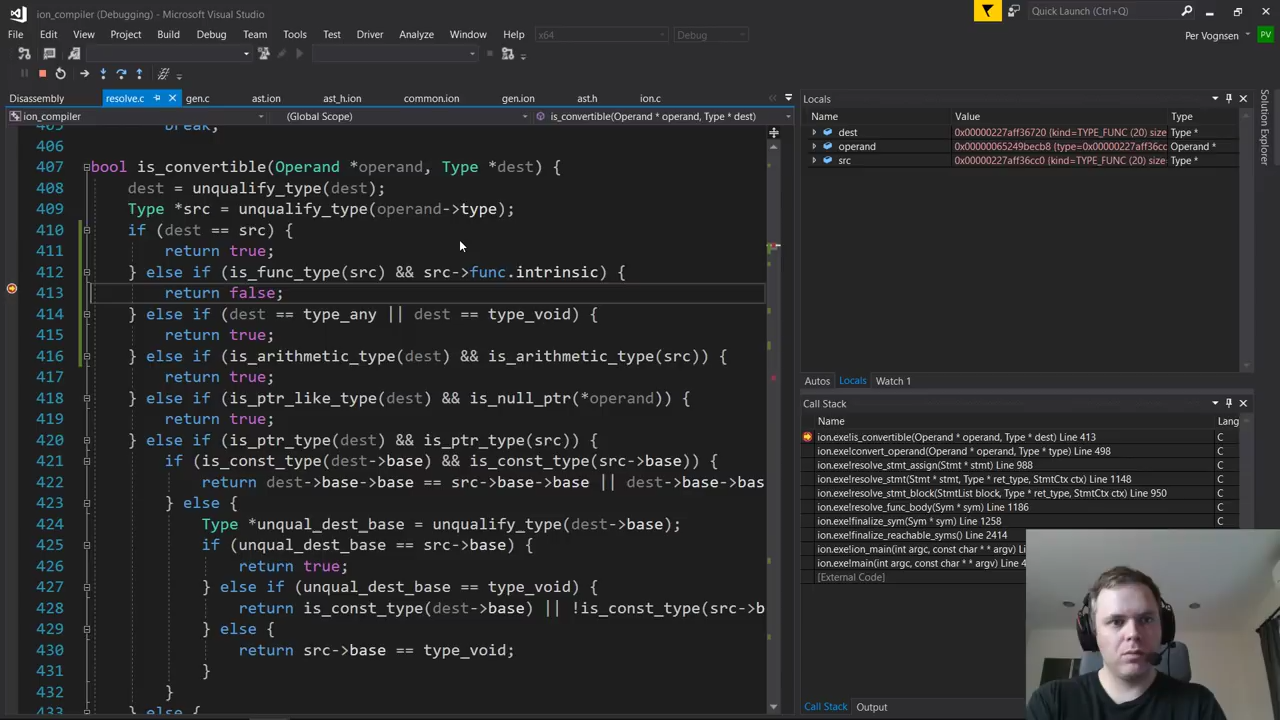 ion_compiler (Debugging) - Microsoft Visual Studio
Quick Launch (Ctrl+Q)
File Edit View Project Build Debug Team Tools Test Driver Analyze Window Help x64 Debug
Per Vognsen PV
Disassembly resolve.c gen.c ast.ion ast_h.ion common.ion gen.ion ast.h ion.c
ion_compiler (Global Scope) is_convertible(Operand * operand, Type * dest)
405 break;
406
407 bool is_convertible(Operand *operand, Type *dest) {
408 dest = unqualify_type(dest);
409 Type *src = unqualify_type(operand->type);
410 if (dest == src) {
411 return true;
412 } else if (is_func_type(src) && src->func.intrinsic) {
413 return false;
414 } else if (dest == type_any || dest == type_void) {
415 return true;
416 } else if (is_arithmetic_type(dest) && is_arithmetic_type(src)) {
417 return true;
418 } else if (is_ptr_like_type(dest) && is_null_ptr(*operand)) {
419 return true;
420 } else if (is_ptr_type(dest) && is_ptr_type(src)) {
421 if (is_const_type(dest->base) && is_const_type(src->base)) {
422 return dest->base->base == src->base->base || dest->base->bas
423 } else {
424 Type *unqual_dest_base = unqualify_type(dest->base);
425 if (unqual_dest_base == src->base) {
426 return true;
427 } else if (unqual_dest_base == type_void) {
428 return is_const_type(dest->base) || !is_const_type(src->b
429 } else {
430 return src->base == type_void;
431 }
432 }
433 } else {
Locals
Name Value Type
dest 0x00000227aff36720 {kind=TYPE_FUNC (20) size Type *
operand 0x00000065249becb8 {type=0x00000227aff36cc Operand *
src 0x00000227aff36cc0 {kind=TYPE_FUNC (20) size Type *
Autos Locals Watch 1
Call Stack
Name Lang
ion.exe!is_convertible(Operand * operand, Type * dest) Line 413 C
ion.exe!convert_operand(Operand * operand, Type * type) Line 498 C
ion.exe!resolve_stmt_assign(Stmt * stmt) Line 988 C
ion.exe!resolve_stmt(Stmt * stmt, Type * ret_type, StmtCtx ctx) Line 1148 C
ion.exe!resolve_stmt_block(StmtList block, Type * ret_type, StmtCtx ctx) Line 950 C
ion.exe!resolve_func_body(Sym * sym) Line 1186 C
ion.exe!finalize_sym(Sym * sym) Line 1258 C
ion.exe!finalize_reachable_syms() Line 2414 C
ion.exe!ion_main(int argc, const char * * argv) Li
ion.exe!main(int argc, const char * * argv) Line 4
[External Code]
Call Stack Output
Solution Explorer